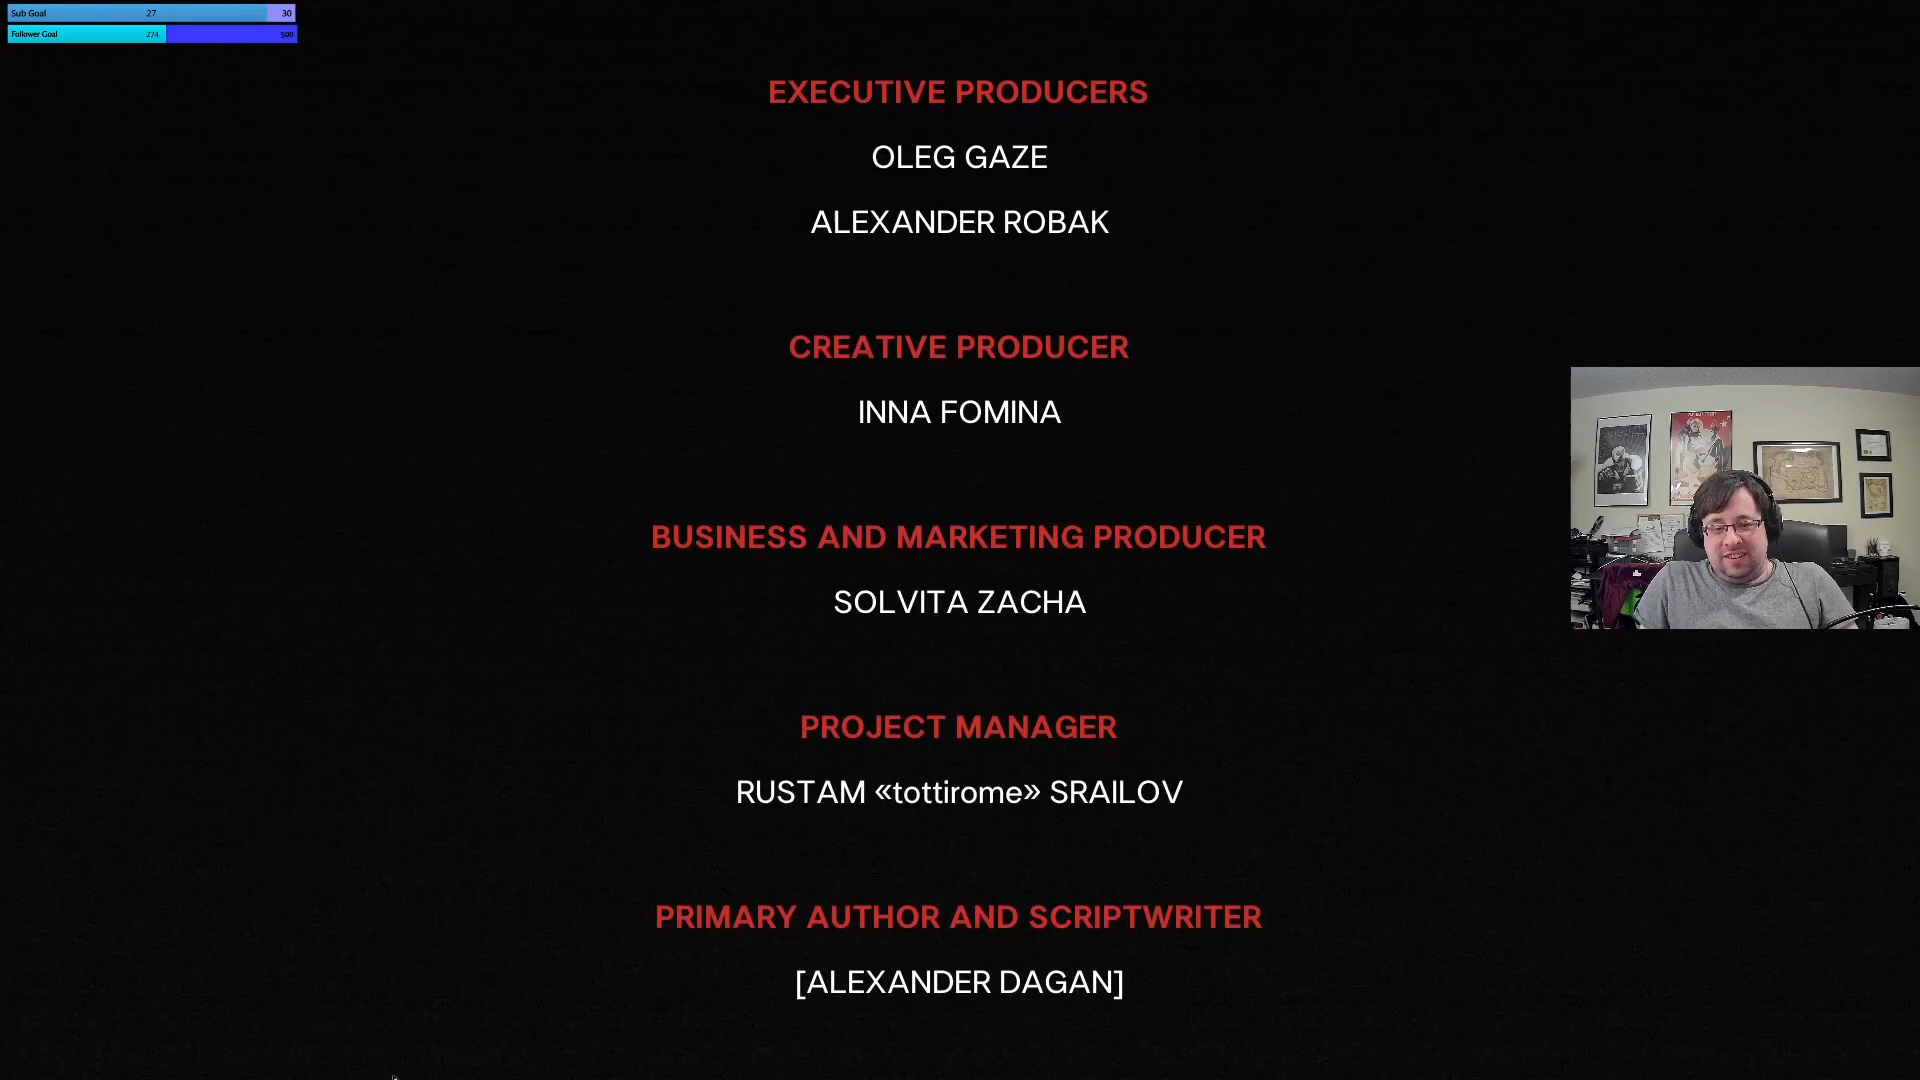 Sub Goal 27 30
Follower Goal 274 500
EXECUTIVE PRODUCERS
OLEG GAZE
ALEXANDER ROBAK
CREATIVE PRODUCER
INNA FOMINA
BUSINESS AND MARKETING PRODUCER
SOLVITA ZACHA
PROJECT MANAGER
RUSTAM «tottirome» SRAILOV
PRIMARY AUTHOR AND SCRIPTWRITER
[ALEXANDER DAGAN]